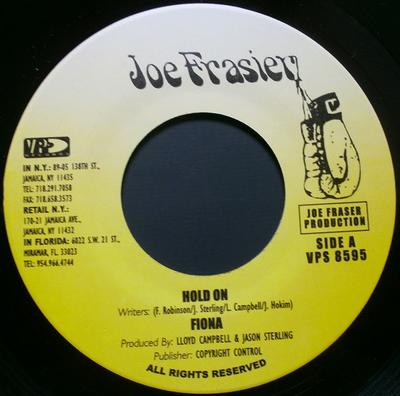 Joe Frasier
VP
RECORDS
IN N.Y.: 89-05 138TH ST.,
JAMAICA, NY 11435
TEL: 718.291.7058
FAX: 718.658.3573
RETAIL N.Y.:
170-21 JAMAICA AVE.,
JAMAICA, NY 11432
IN FLORIDA: 6022 S.W. 21 ST.,
MIRAMAR, FL 33023
TEL: 954.966.4744
JOE FRASER
PRODUCTION
SIDE A
VPS 8595
HOLD ON
Writers: (F. Robinson/J. Sterling/L. Campbell/J. Hokim)
FIONA
Produced By: LLOYD CAMPBELL & JASON STERLING
Publisher: COPYRIGHT CONTROL
ALL RIGHTS RESERVED